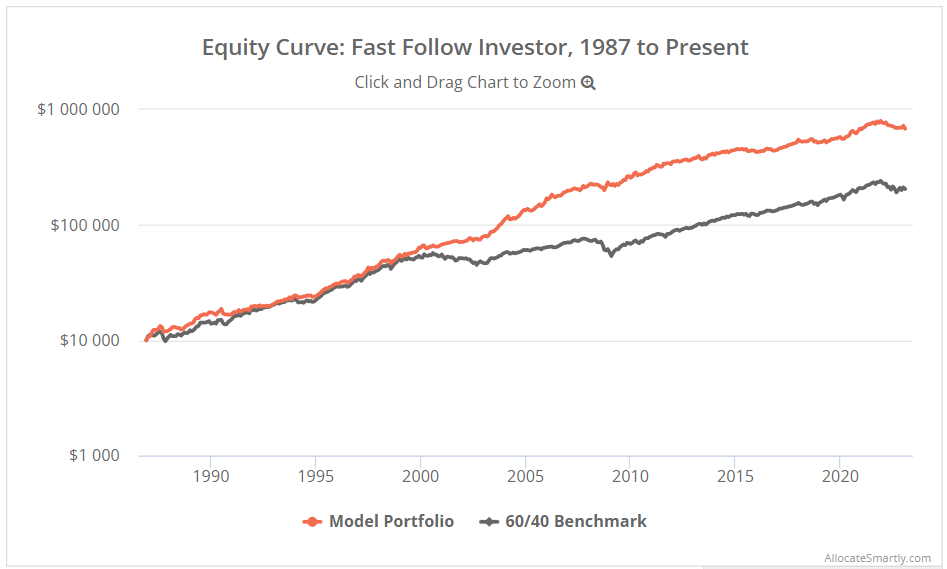 Equity Curve: Fast Follow Investor, 1987 to Present
Click and Drag Chart to Zoom
$1 000 000
$100 000
$10 000
$1 000
1990 1995 2000 2005 2010 2015 2020
Model Portfolio 60/40 Benchmark
AllocateSmartly.com